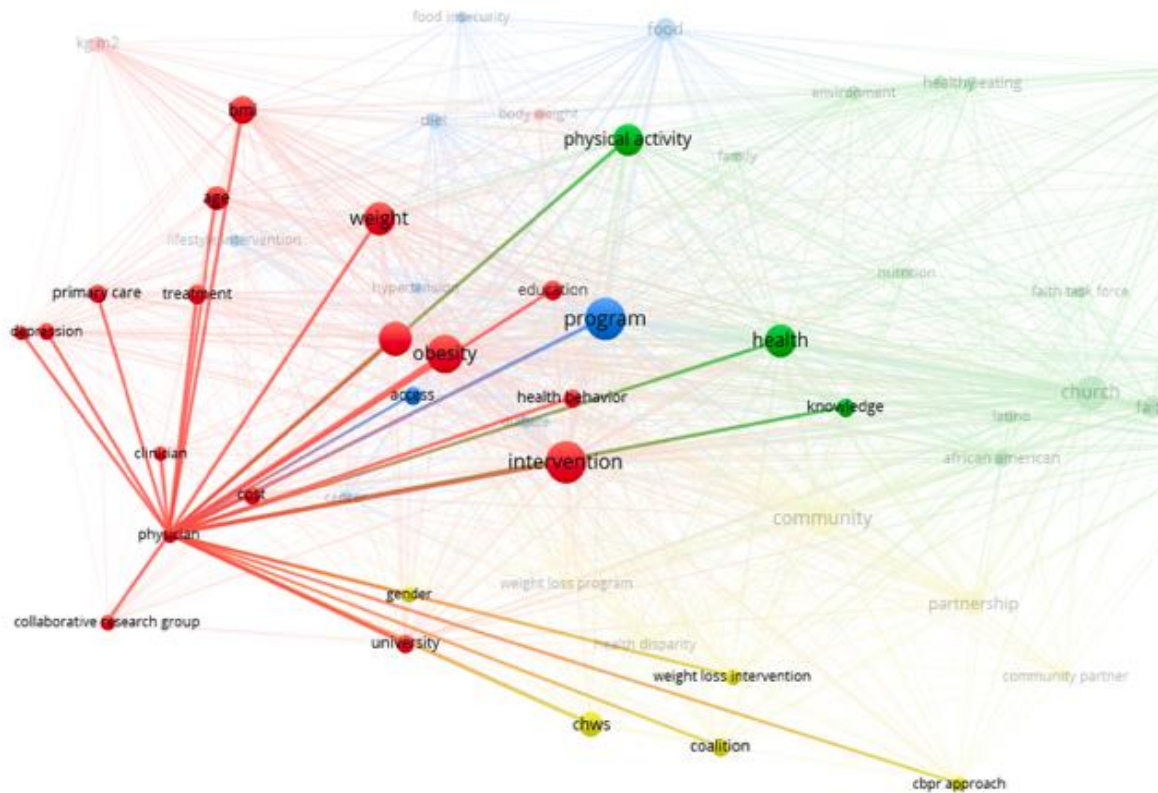 food insecurity
food
kg m2
healthy eating
environment
bmi
body weight
diet
physical activity
family
age
weight
lifestyle intervention
nutrition
primary care
treatment
hypertension
education
faith task force
depression
program
health
obesity
access
health behavior
church
knowledge
latino
clinician
intervention
african american
cost
cancer
community
physician
weight loss program
gender
partnership
collaborative research group
university
health disparity
weight loss intervention
community partner
chws
coalition
cbpr approach